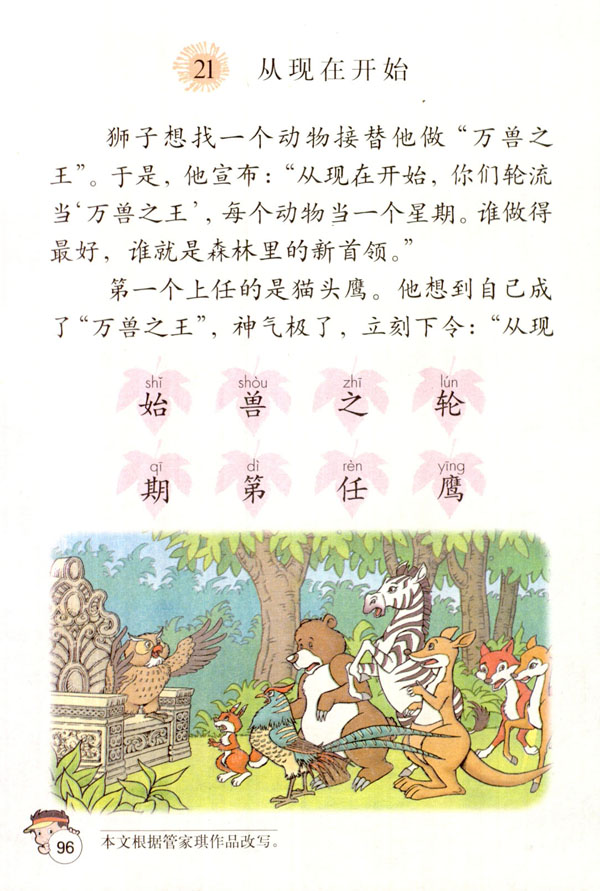 21 从现在开始
狮子想找一个动物接替他做“万兽之
王”。于是，他宣布：“从现在开始，你们轮流
当‘万兽之王’，每个动物当一个星期。谁做得
最好，谁就是森林里的新首领。”
第一个上任的是猫头鹰。他想到自己成
了“万兽之王”，神气极了，立刻下令：“从现
shǐ shòu zhī lún
始 兽 之 轮
qī dì rèn yīng
期 第 任 鹰
96 本文根据管家琪作品改写。